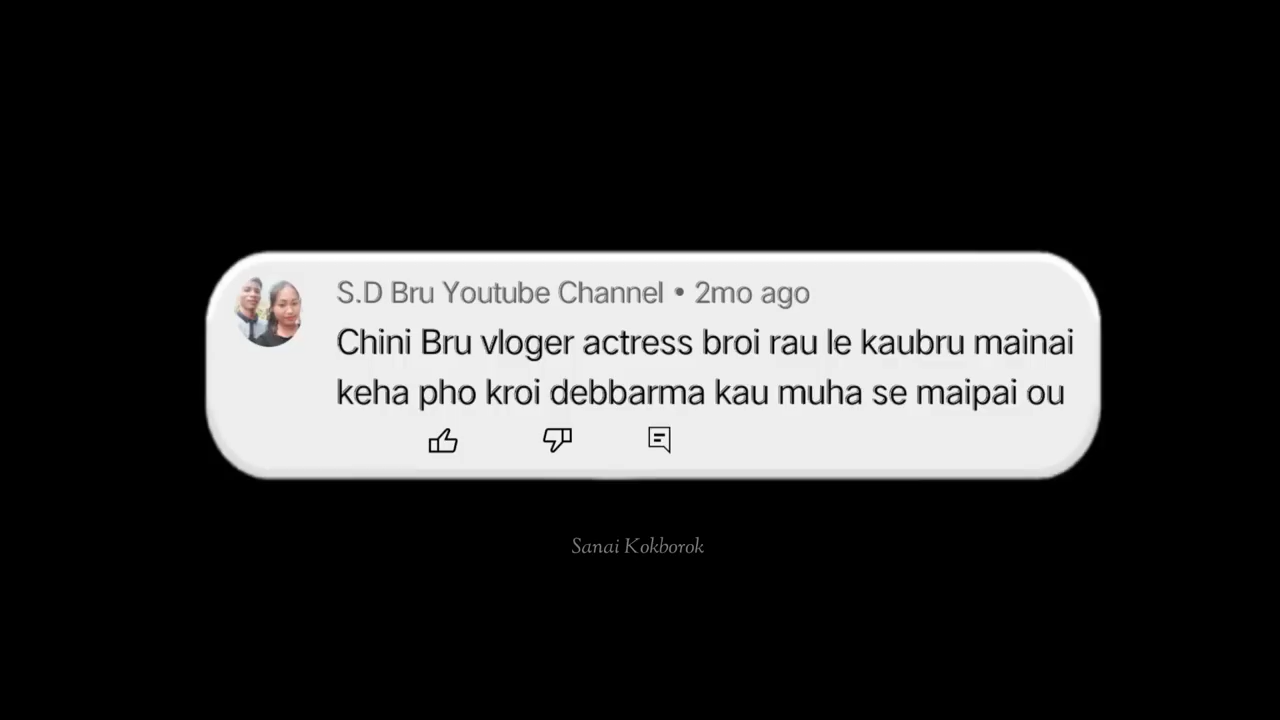 S.D Bru Youtube Channel • 2mo ago
Chini Bru vloger actress broi rau le kaubru mainai
keha pho kroi debbarma kau muha se maipai ou
Sanai Kokborok